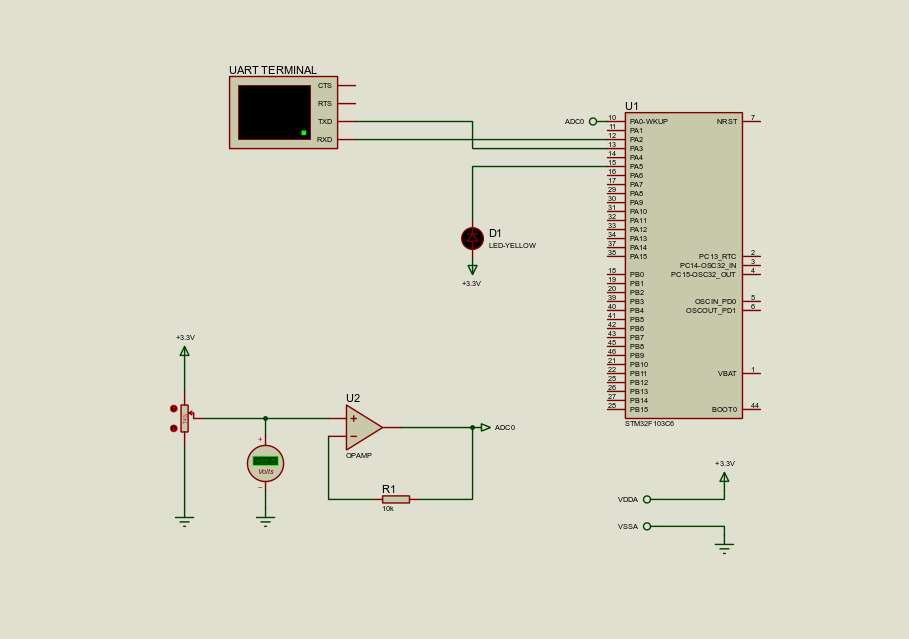 UART TERMINAL
CTS
RTS
TXD
RXD
U1
ADC0
10 PA0-WKUP
11 PA1
12 PA2
13 PA3
14 PA4
15 PA5
16 PA6
17 PA7
29 PA8
30 PA9
31 PA10
32 PA11
33 PA12
34 PA13
37 PA14
38 PA15
18 PB0
19 PB1
20 PB2
39 PB3
40 PB4
41 PB5
42 PB6
43 PB7
45 PB8
46 PB9
21 PB10
22 PB11
25 PB12
26 PB13
27 PB14
28 PB15
NRST 7
PC13_RTC 2
PC14-OSC32_IN 3
PC15-OSC32_OUT 4
OSCIN_PD0 5
OSCOUT_PD1 6
VBAT 1
BOOT0 44
STM32F103C6
D1
LED-YELLOW
+3.3V
+3.3V
U2
+
−
OPAMP
ADC0
+
Volts
−
R1
10k
+3.3V
VDDA
VSSA